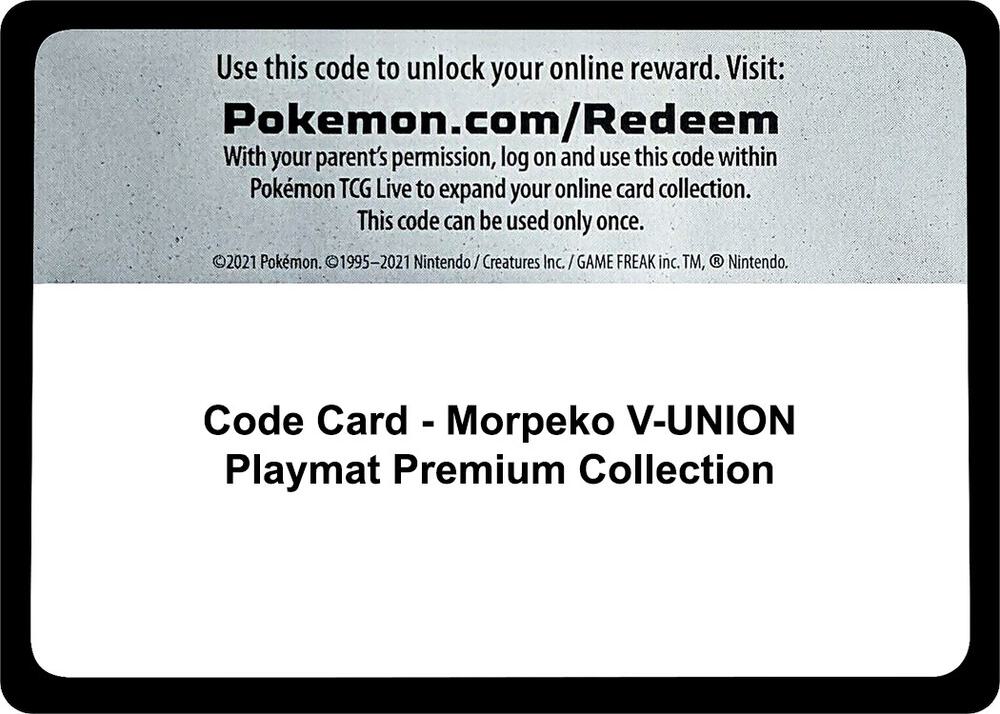 Use this code to unlock your online reward. Visit:
Pokemon.com/Redeem
With your parent's permission, log on and use this code within
Pokémon TCG Live to expand your online card collection.
This code can be used only once.
©2021 Pokémon. ©1995–2021 Nintendo / Creatures Inc. / GAME FREAK inc. TM, ® Nintendo.
Code Card - Morpeko V-UNION
Playmat Premium Collection